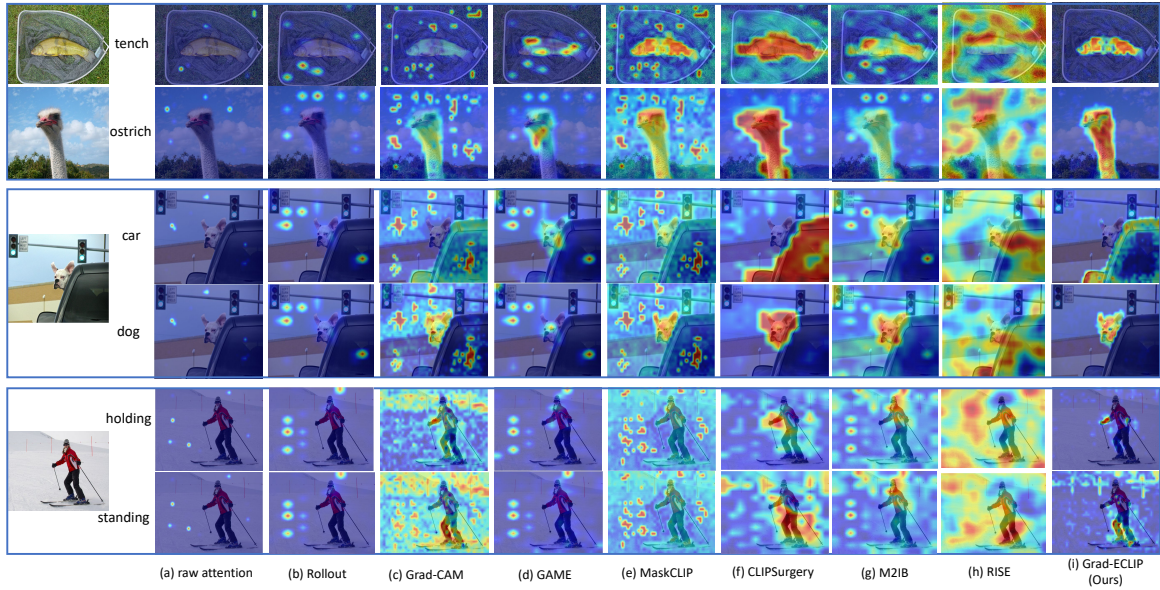 tench
ostrich
car
dog
holding
standing
(a) raw attention (b) Rollout (c) Grad-CAM (d) GAME (e) MaskCLIP (f) CLIPSurgery (g) M2IB (h) RISE (i) Grad-ECLIP
(Ours)